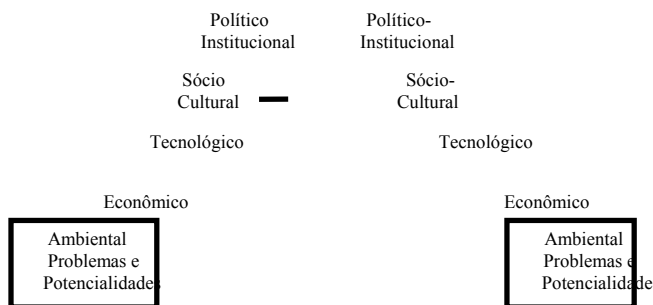 Político
Institucional
Político-
Institucional
Sócio
Cultural
Sócio-
Cultural
Tecnológico
Tecnológico
Econômico
Econômico
Ambiental
Problemas e
Potencialidades
Ambiental
Problemas e
Potencialidade